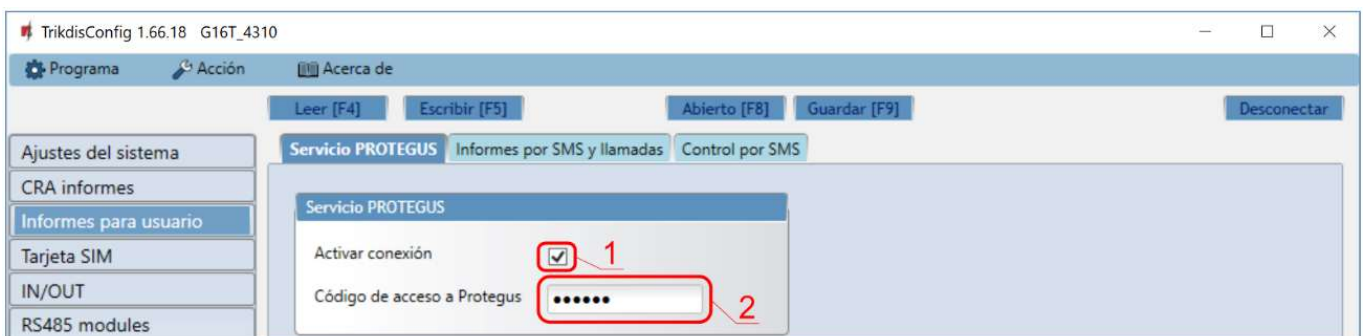 TrikdisConfig 1.66.18 G16T_4310
Programa Acción Acerca de
Leer [F4] Escribir [F5] Abierto [F8] Guardar [F9] Desconectar
Ajustes del sistema
CRA informes
Informes para usuario
Tarjeta SIM
IN/OUT
RS485 modules
Servicio PROTEGUS Informes por SMS y llamadas Control por SMS
Servicio PROTEGUS
Activar conexión 1
Código de acceso a Protegus •••••• 2